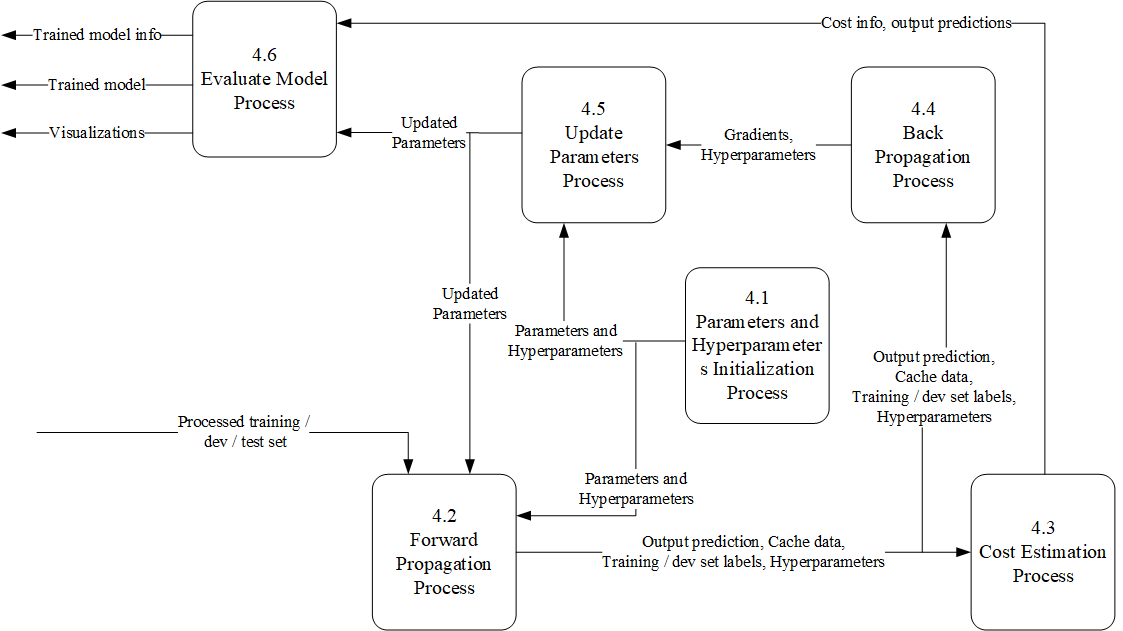 Cost info, output predictions
Trained model info
4.6
Evaluate Model
Process
Trained model
Visualizations
4.5
Update
Parameters
Process
4.4
Back
Propagation
Process
Updated
Parameters
Gradients,
Hyperparameters
4.1
Parameters and
Hyperparameter
s Initialization
Process
Updated
Parameters
Parameters and
Hyperparameters
Output prediction,
Cache data,
Training / dev set labels,
Hyperparameters
Processed training /
dev / test set
Parameters and
Hyperparameters
4.2
Forward
Propagation
Process
Output prediction, Cache data,
Training / dev set labels, Hyperparameters
4.3
Cost Estimation
Process